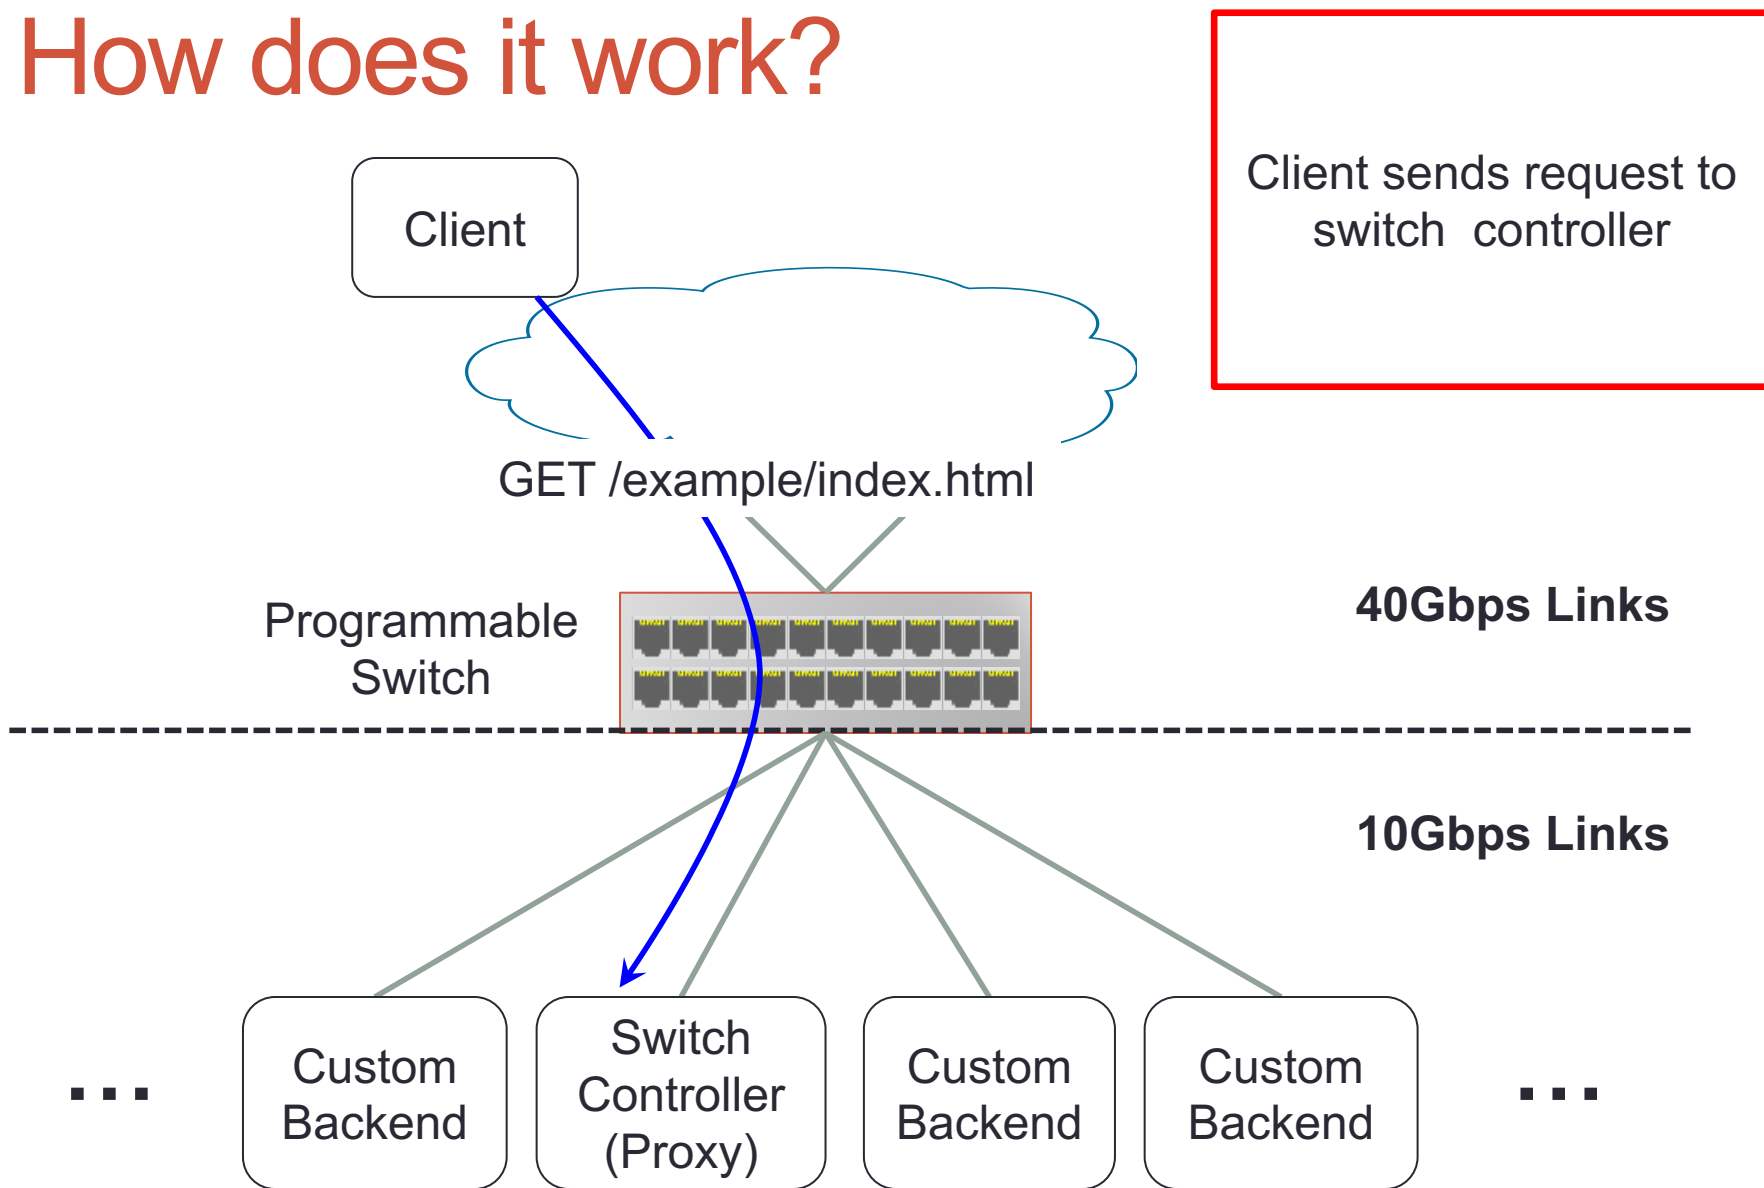 How does it work?
Client sends request to
switch controller
Client
GET /example/index.html
Programmable
Switch
40Gbps Links
10Gbps Links
...
Custom
Backend
Switch
Controller
(Proxy)
Custom
Backend
Custom
Backend
...